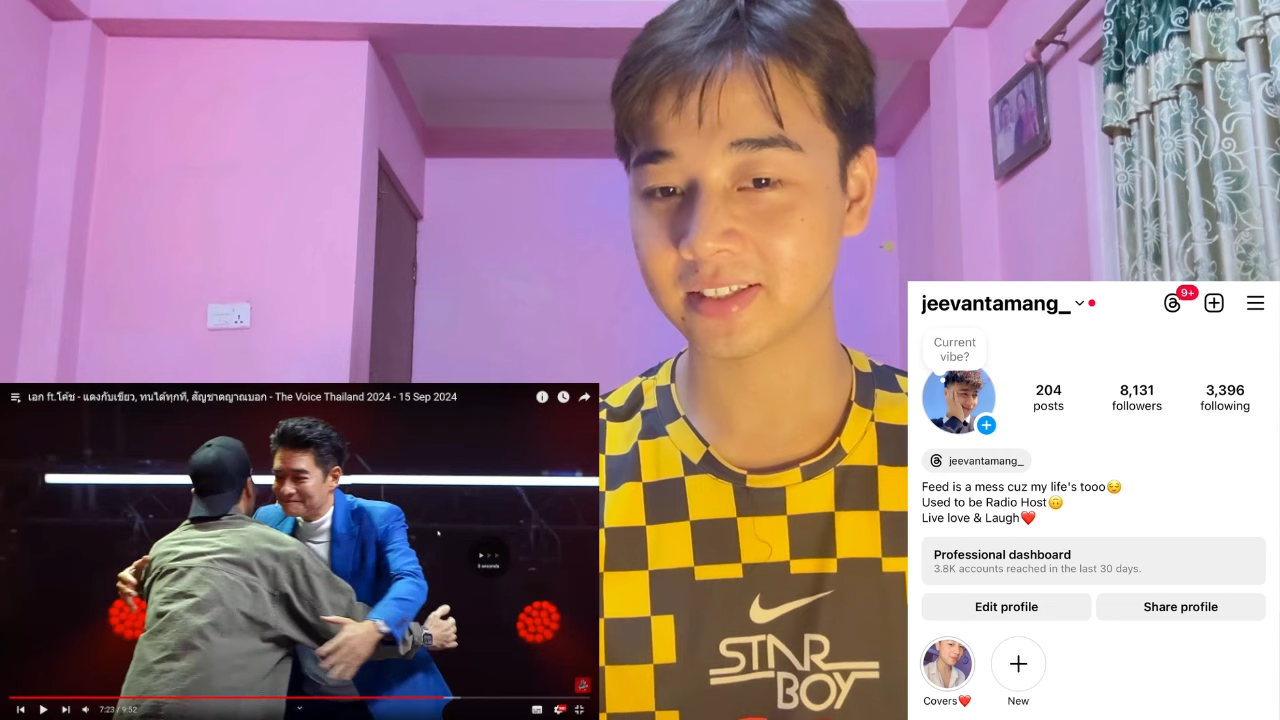 เอก ft.โค้ช - แดงกับเขียว, ทนได้ทุกที, สัญชาตญาณบอก - The Voice Thailand 2024 - 15 Sep 2024
5 seconds
7:23 / 9:52
STAR
BOY
jeevantamang_
9+
Current
vibe?
204
posts
8,131
followers
3,396
following
jeevantamang_
Feed is a mess cuz my life's tooo😌
Used to be Radio Host🙃
Live love & Laugh❤️
Professional dashboard
3.8K accounts reached in the last 30 days.
Edit profile
Share profile
Covers❤️
New